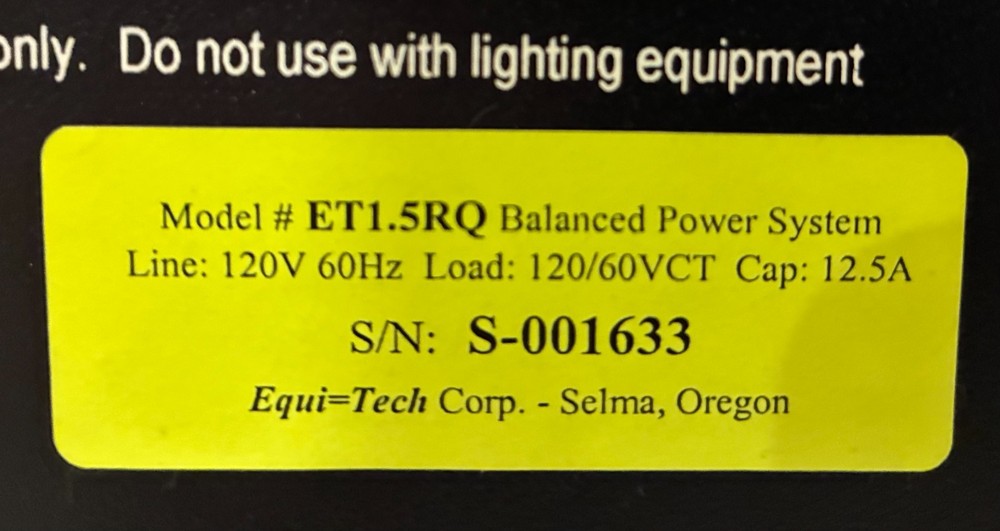 only. Do not use with lighting equipment
Model # ET1.5RQ Balanced Power System
Line: 120V 60Hz Load: 120/60VCT Cap: 12.5A
S/N: S-001633
Equi=Tech Corp. - Selma, Oregon